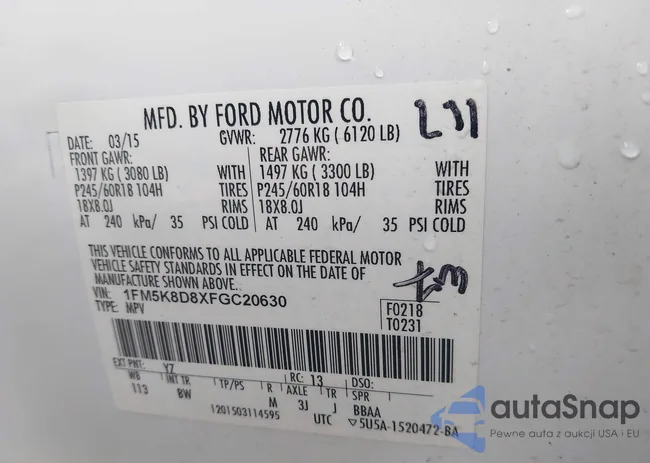 MFD. BY FORD MOTOR CO.
DATE: 03/15 GVWR: 2776 KG ( 6120 LB)
FRONT GAWR: REAR GAWR:
1397 KG ( 3080 LB) WITH 1497 KG ( 3300 LB) WITH
P245/60R18 104H TIRES P245/60R18 104H TIRES
18X8.0J RIMS 18X8.0J RIMS
AT 240 kPa/ 35 PSI COLD AT 240 kPa/ 35 PSI COLD
THIS VEHICLE CONFORMS TO ALL APPLICABLE FEDERAL MOTOR
VEHICLE SAFETY STANDARDS IN EFFECT ON THE DATE OF
MANUFACTURE SHOWN ABOVE.
VIN: 1FM5K8D8XFGC20630 F0218
TYPE: MPV T0231
EXT PNT: YZ RC: 13 DSO:
WB INT TR TP/PS R AXLE TR SPR
113 BW M 3J J BBAA
1201503114595 UTC ▽5U5A-1520472-BA
autaSnap
Pewne auta z aukcji USA i EU